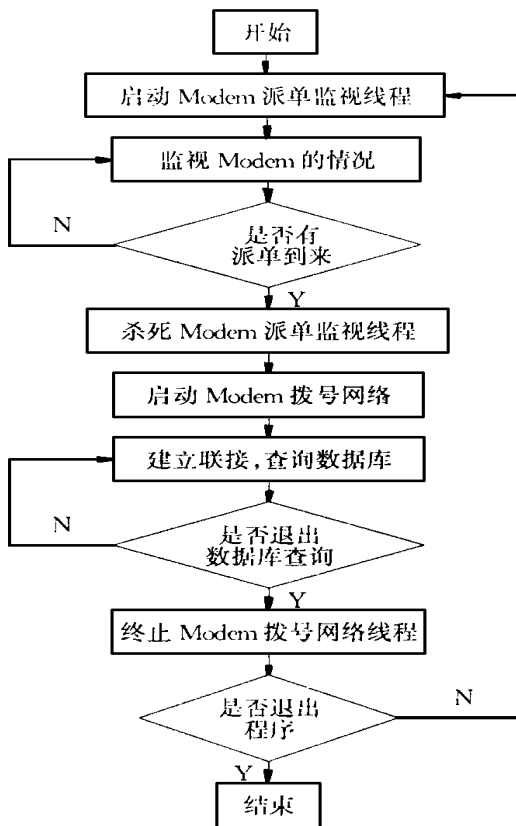 开始
启动 Modem 派单监视线程
监视 Modem 的情况
N
是否有
派单到来
Y
杀死 Modem 派单监视线程
启动 Modem 拨号网络
建立联接,查询数据库
N
是否退出
数据库查询
Y
终止 Modem 拨号网络线程
是否退出
程序
N
Y
结束